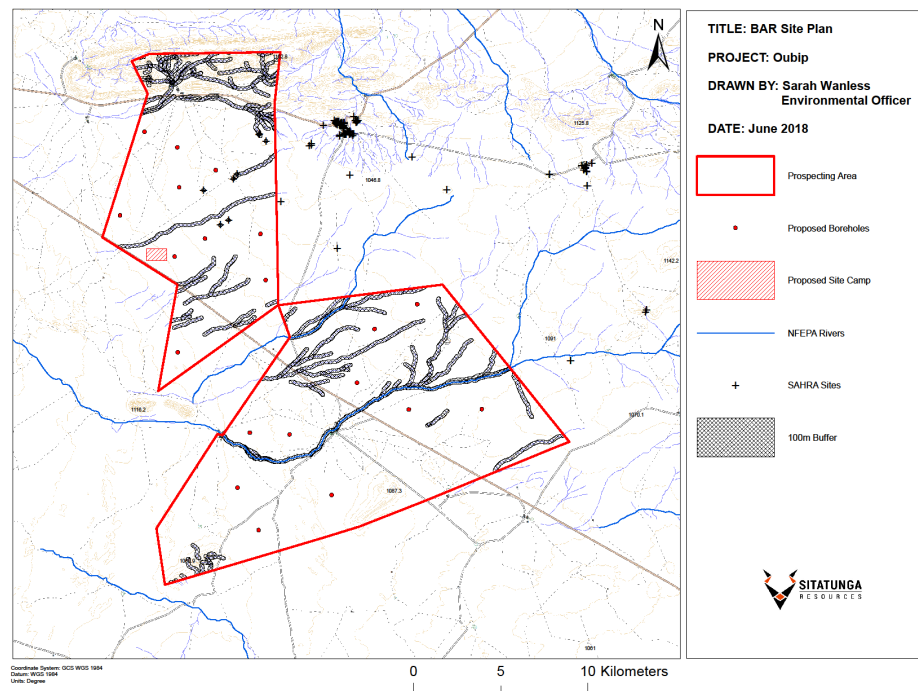 N
TITLE: BAR Site Plan
PROJECT: Oubip
DRAWN BY: Sarah Wanless
Environmental Officer
DATE: June 2018
Prospecting Area
Proposed Boreholes
Proposed Site Camp
NFEPA Rivers
SAHRA Sites
100m Buffer
1125.8
1046.8
1142.2
1091
1116.2
1076.1
1087.3
1061
SITATUNGA
RESOURCES
Coordinate System: GCS WGS 1984
Datum: WGS 1984
Units: Degree
0 5 10 Kilometers